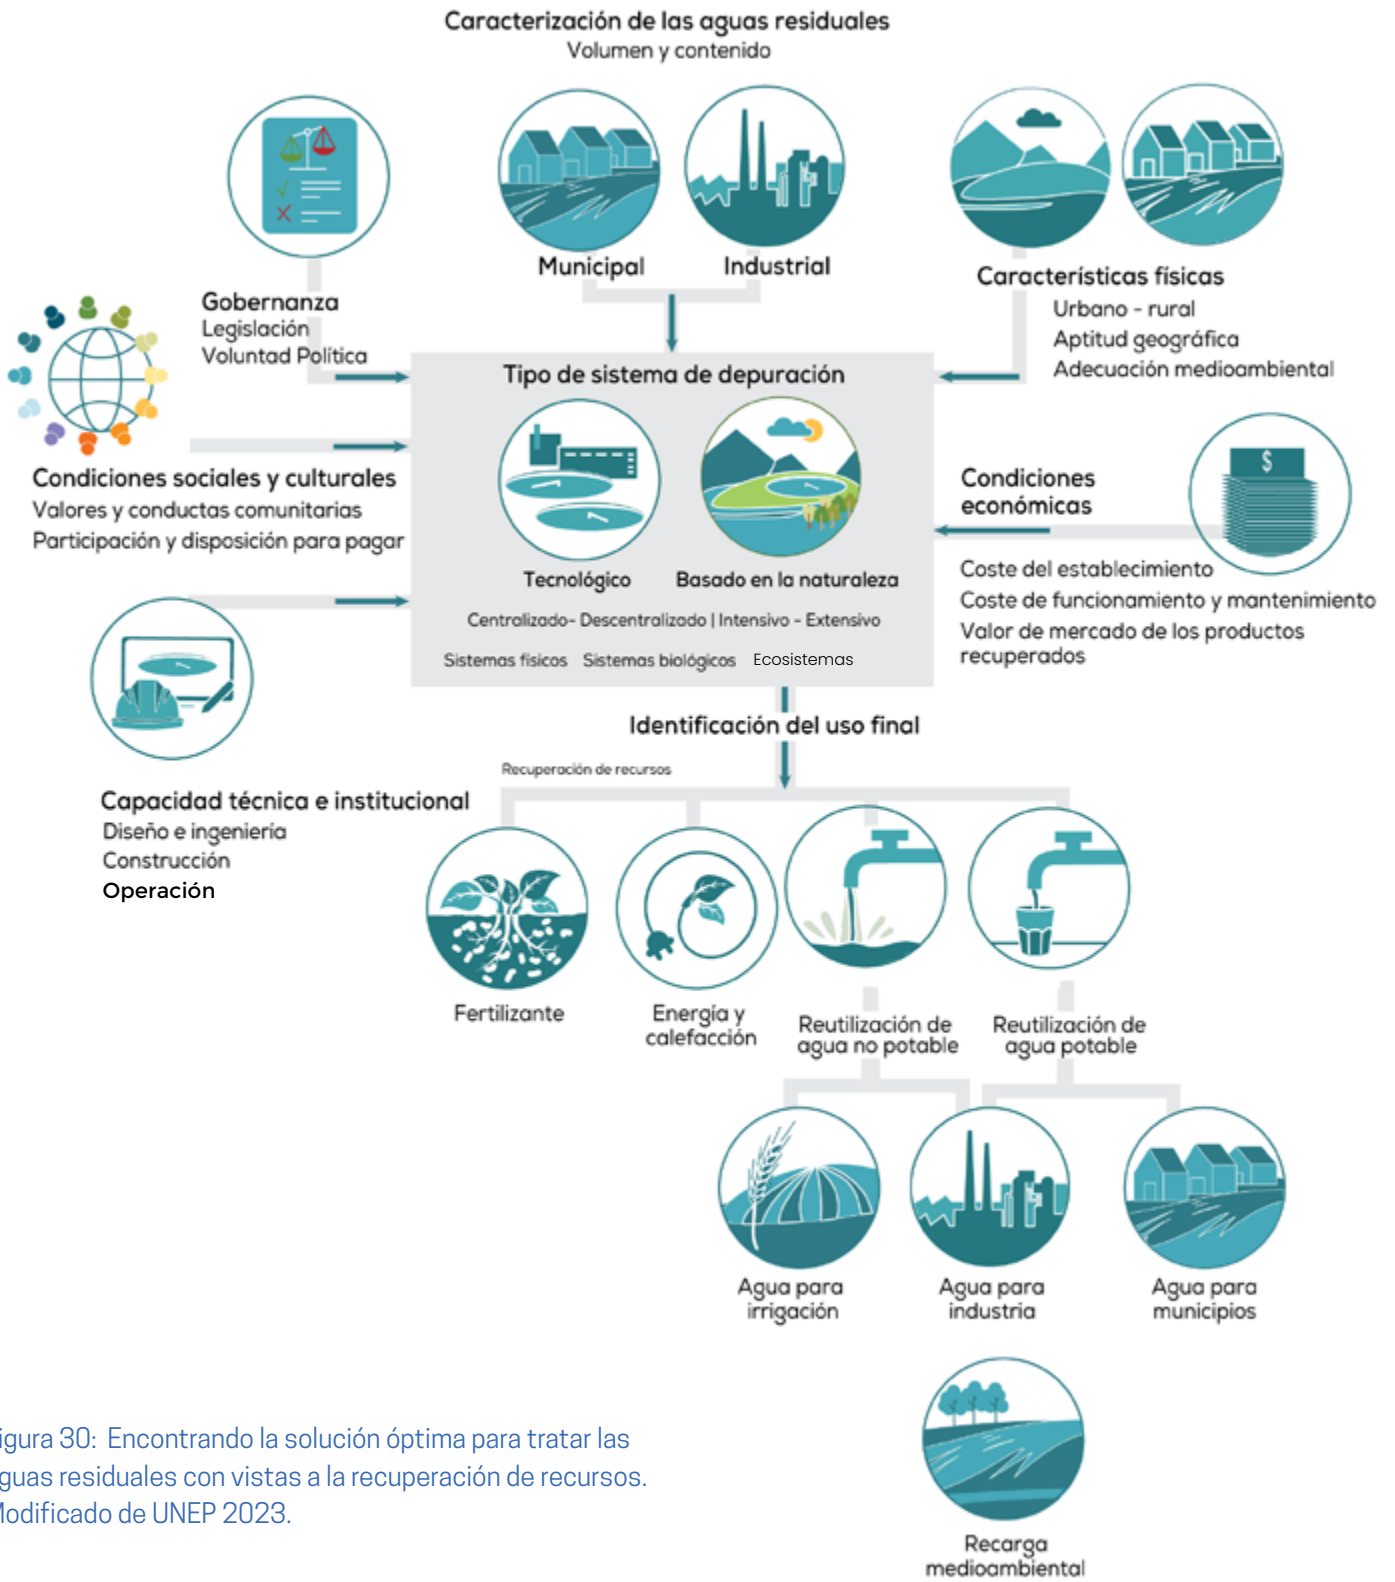 Caracterización de las aguas residuales
Volumen y contenido
Municipal
Industrial
Gobernanza
Legislación
Voluntad Política
Características físicas
Urbano - rural
Aptitud geográfica
Adecuación medioambiental
Condiciones sociales y culturales
Valores y conductas comunitarias
Participación y disposición para pagar
Tipo de sistema de depuración
Tecnológico
Basado en la naturaleza
Centralizado- Descentralizado | Intensivo - Extensivo
Sistemas físicos Sistemas biológicos Ecosistemas
$
Condiciones
económicas
Coste del establecimiento
Coste de funcionamiento y mantenimiento
Valor de mercado de los productos
recuperados
Capacidad técnica e institucional
Diseño e ingeniería
Construcción
Operación
Identificación del uso final
Recuperación de recursos
Fertilizante
Energía y
calefacción
Reutilización de
agua no potable
Reutilización de
agua potable
Agua para
irrigación
Agua para
industria
Agua para
municipios
Recarga
medioambiental
igura 30: Encontrando la solución óptima para tratar las
guas residuales con vistas a la recuperación de recursos.
Modificado de UNEP 2023.